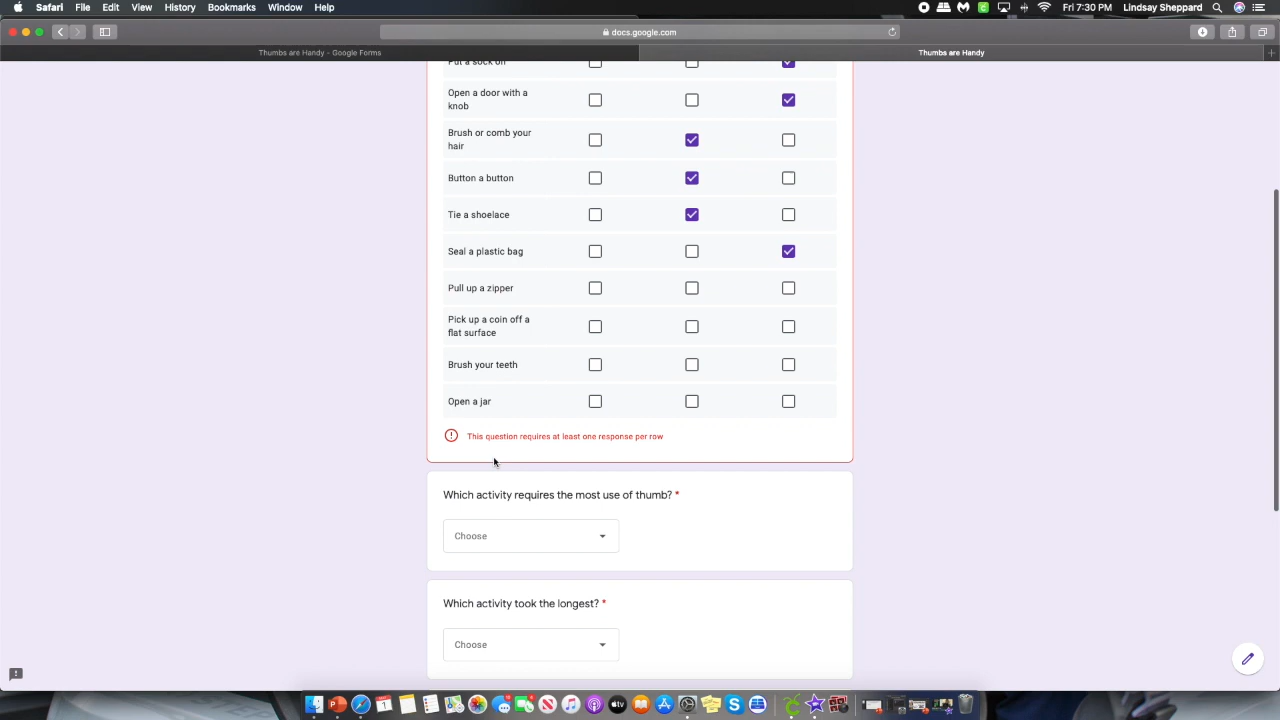 Safari File Edit View History Bookmarks Window Help Fri 7:30 PM Lindsay Sheppard
docs.google.com
Thumbs are Handy - Google Forms Thumbs are Handy
Put a sock on
Open a door with a
knob
Brush or comb your
hair
Button a button
Tie a shoelace
Seal a plastic bag
Pull up a zipper
Pick up a coin off a
flat surface
Brush your teeth
Open a jar
This question requires at least one response per row
Which activity requires the most use of thumb? *
Choose
Which activity took the longest? *
Choose